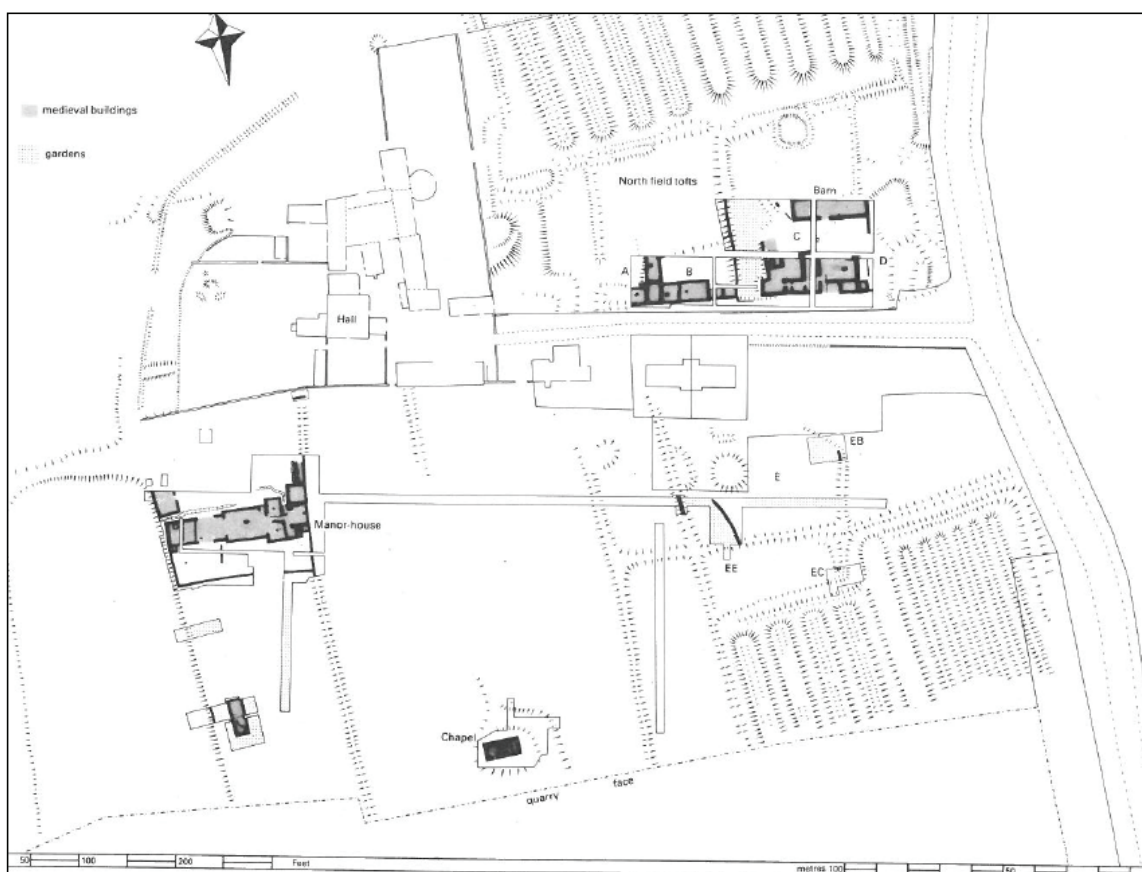 medieval buildings
gardens
North field tofts
Barn
C
A
B
D
Hall
EB
E
Manor-house
EE
EC
Chapel
quarry face
50 100 200 Feet
metres 100 50